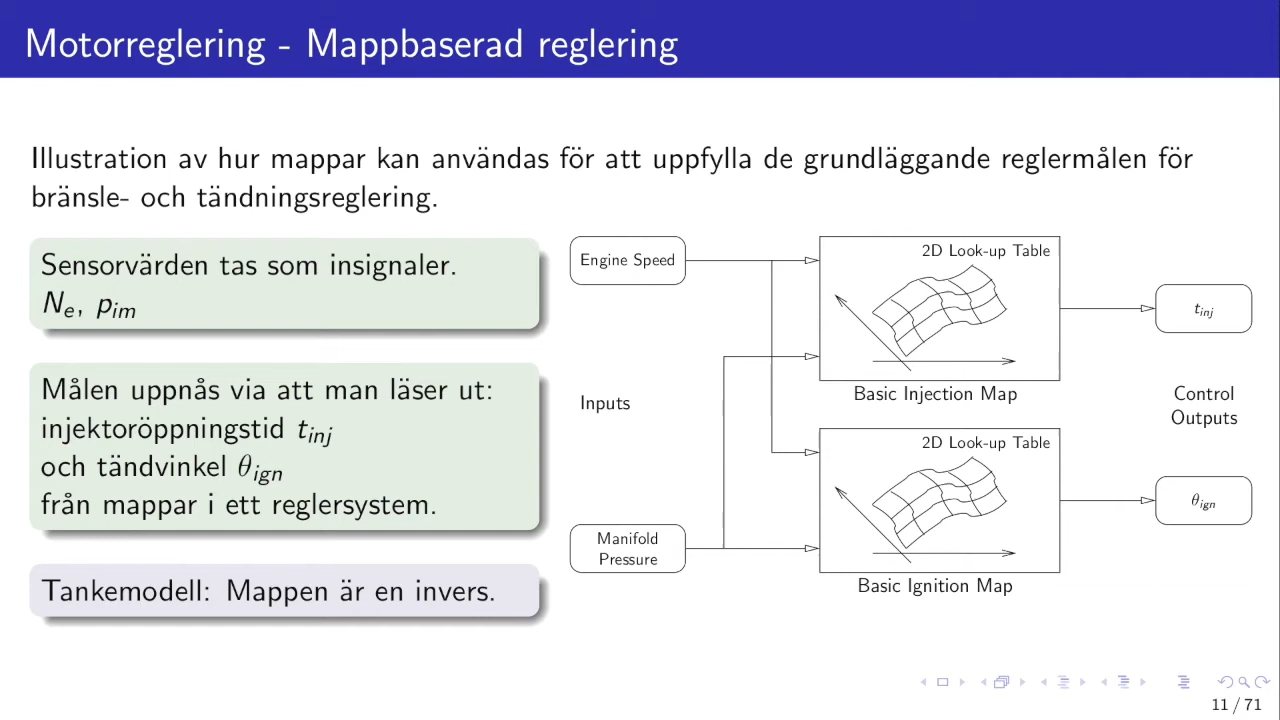 Motorreglering - Mappbaserad reglering
Illustration av hur mappar kan användas för att uppfylla de grundläggande reglermålen för
bränsle- och tändningsreglering.
Sensorvärden tas som insignaler.
N_e, p_im
Målen uppnås via att man läser ut:
injektoröppningstid t_inj
och tändvinkel θ_ign
från mappar i ett reglersystem.
Tankemodell: Mappen är en invers.
Engine Speed
Inputs
Manifold
Pressure
2D Look-up Table
Basic Injection Map
2D Look-up Table
Basic Ignition Map
t_inj
Control
Outputs
θ_ign
11 / 71